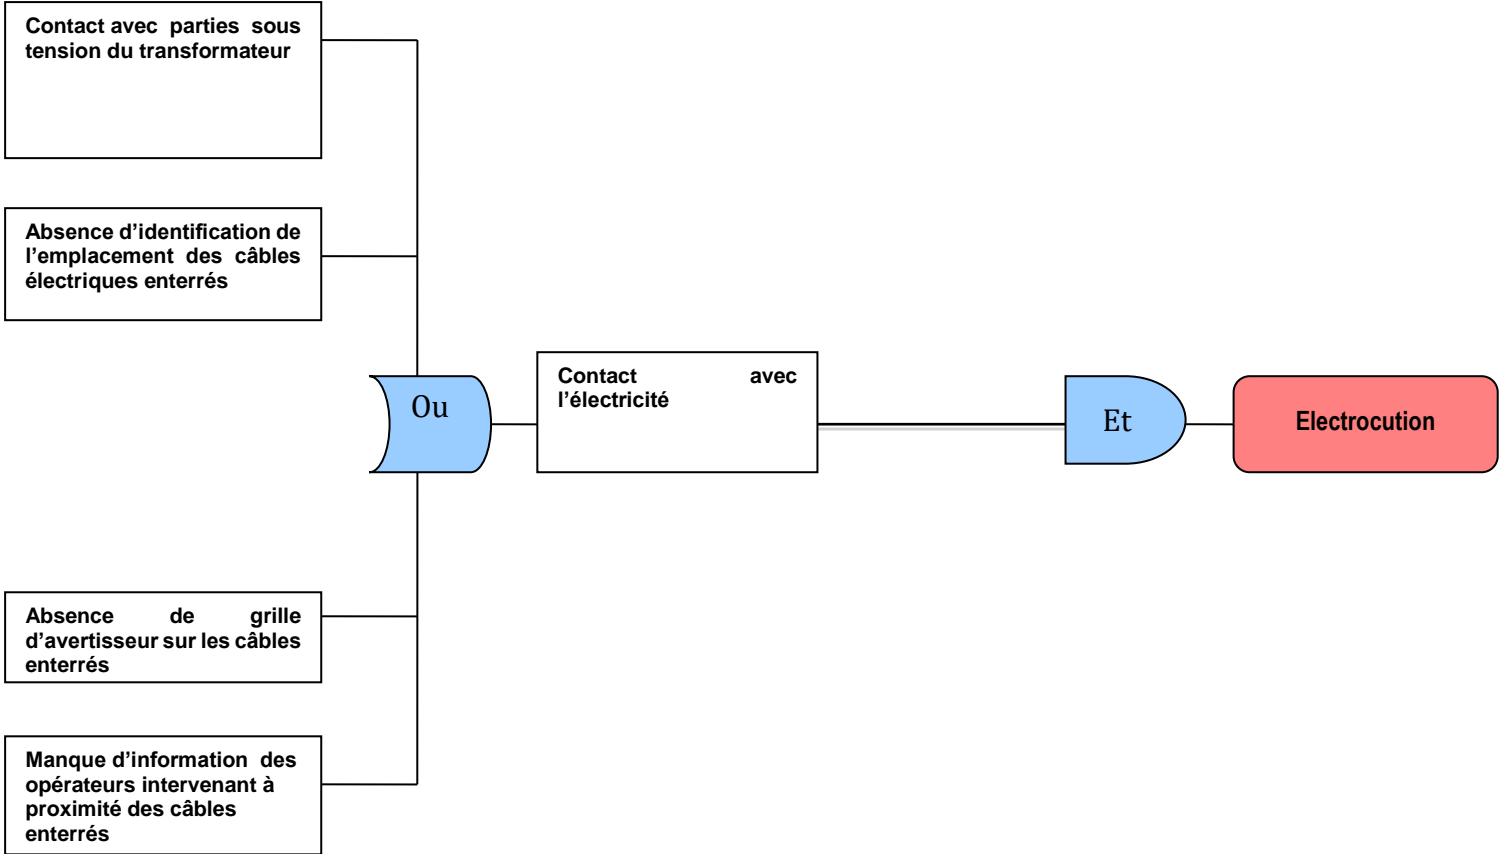 Contact avec parties sous
tension du transformateur
Absence d’identification de
l’emplacement des câbles
électriques enterrés
Ou
Contact avec
l’électricité
Et
Electrocution
Absence de grille
d’avertisseur sur les câbles
enterrés
Manque d’information des
opérateurs intervenant à
proximité des câbles
enterrés